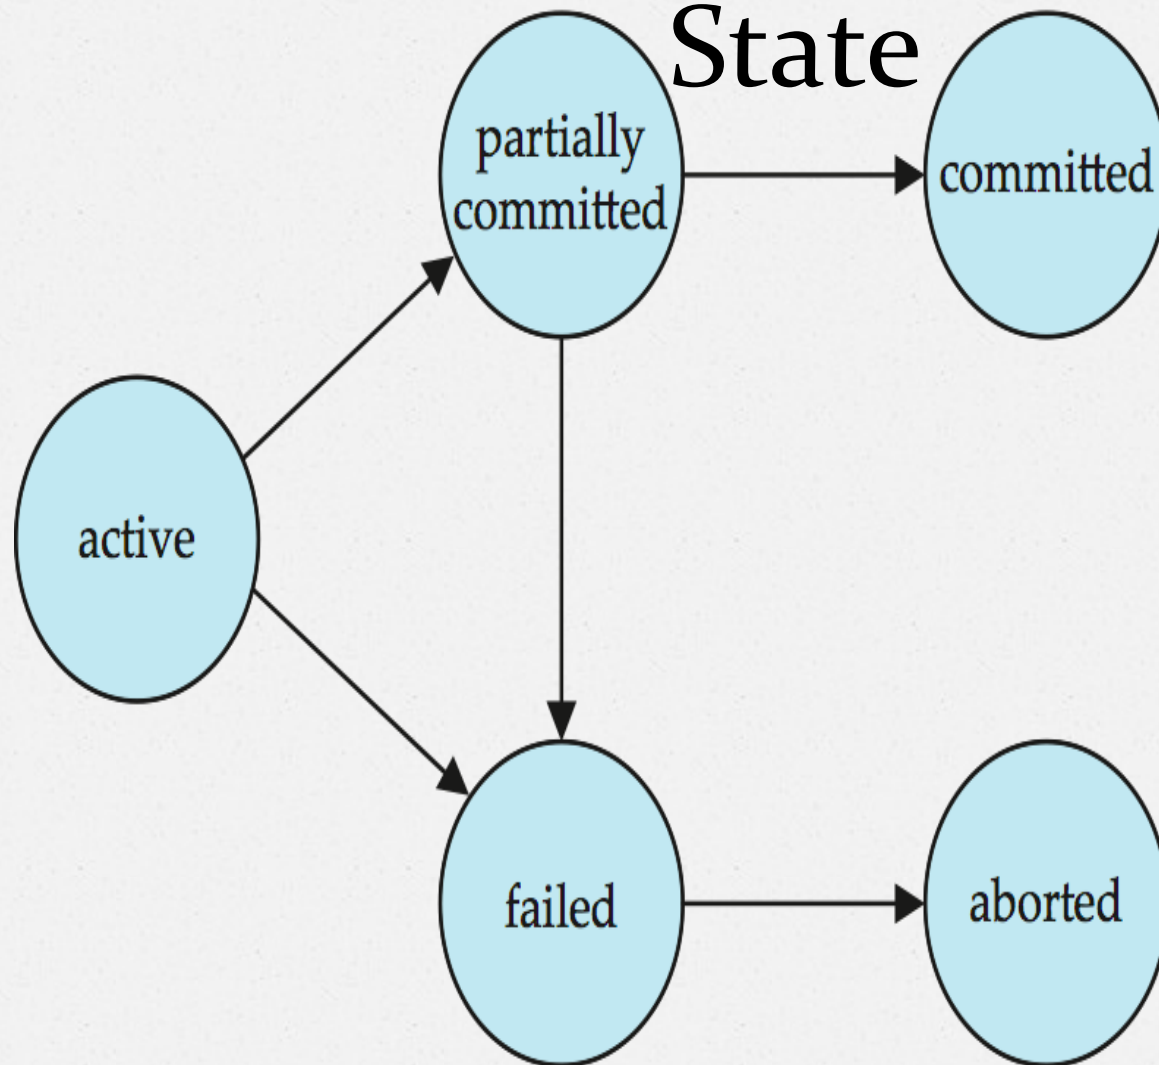 State
partially
committed
committed
active
failed
aborted